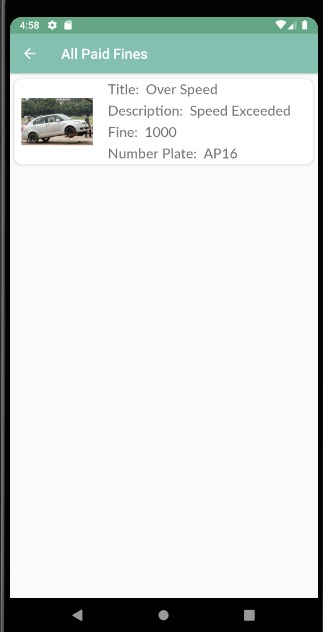 4:58
All Paid Fines
Title: Over Speed
Description: Speed Exceeded
Fine: 1000
Number Plate: AP16